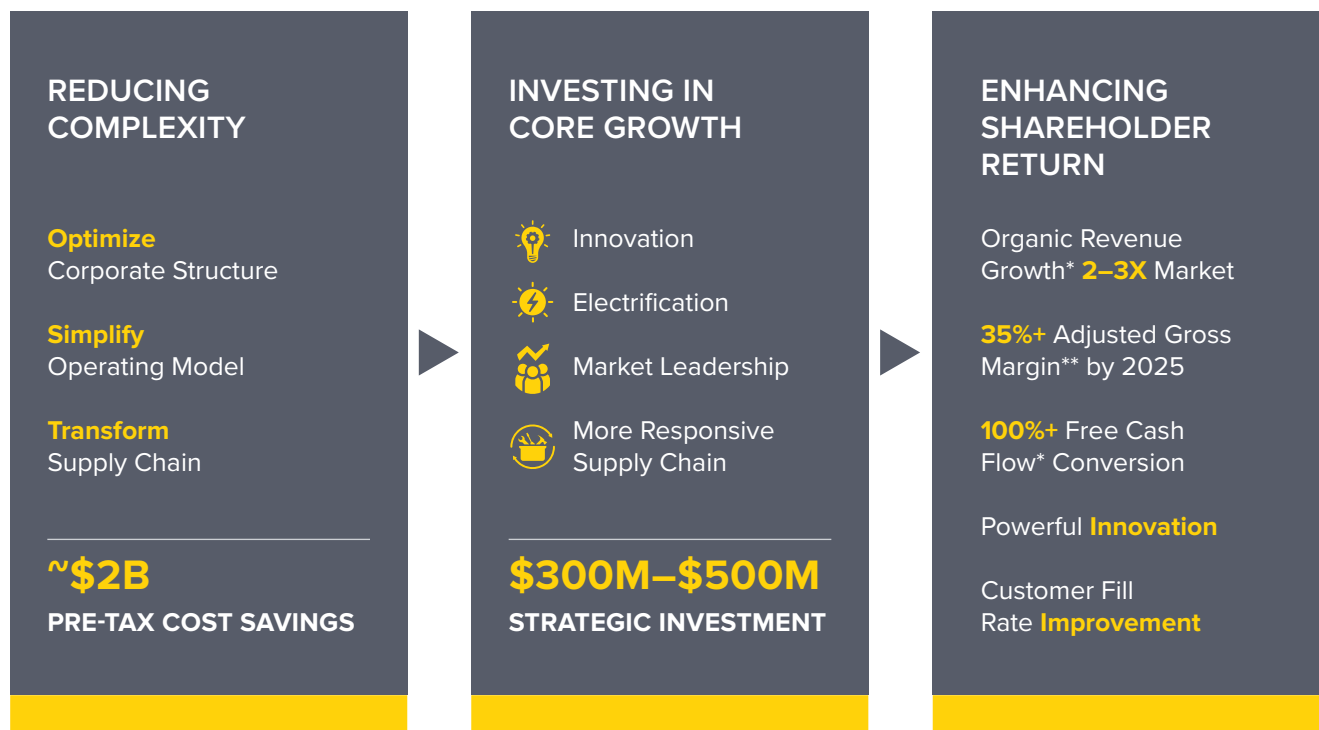 REDUCING
COMPLEXITY
Optimize
Corporate Structure
Simplify
Operating Model
Transform
Supply Chain
~$2B
PRE-TAX COST SAVINGS
INVESTING IN
CORE GROWTH
Innovation
Electrification
Market Leadership
More Responsive
Supply Chain
$300M–$500M
STRATEGIC INVESTMENT
ENHANCING
SHAREHOLDER
RETURN
Organic Revenue
Growth* 2–3X Market
35%+ Adjusted Gross
Margin** by 2025
100%+ Free Cash
Flow* Conversion
Powerful Innovation
Customer Fill
Rate Improvement